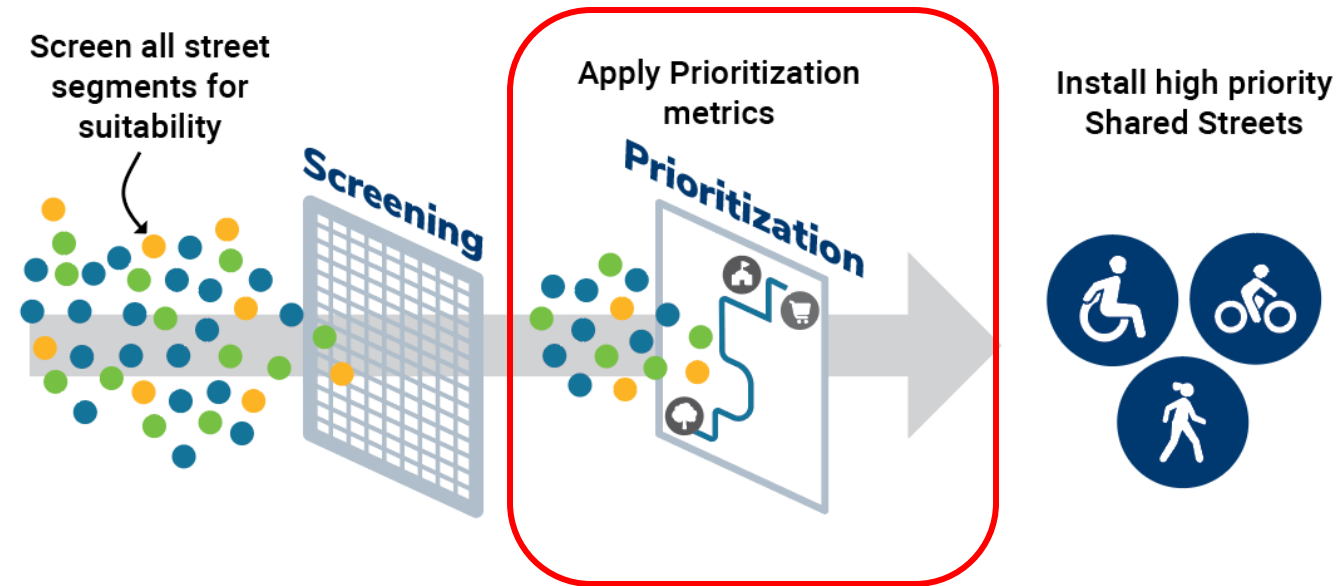 Screen all street
segments for
suitability
Screening
Apply Prioritization
metrics
Prioritization
Install high priority
Shared Streets